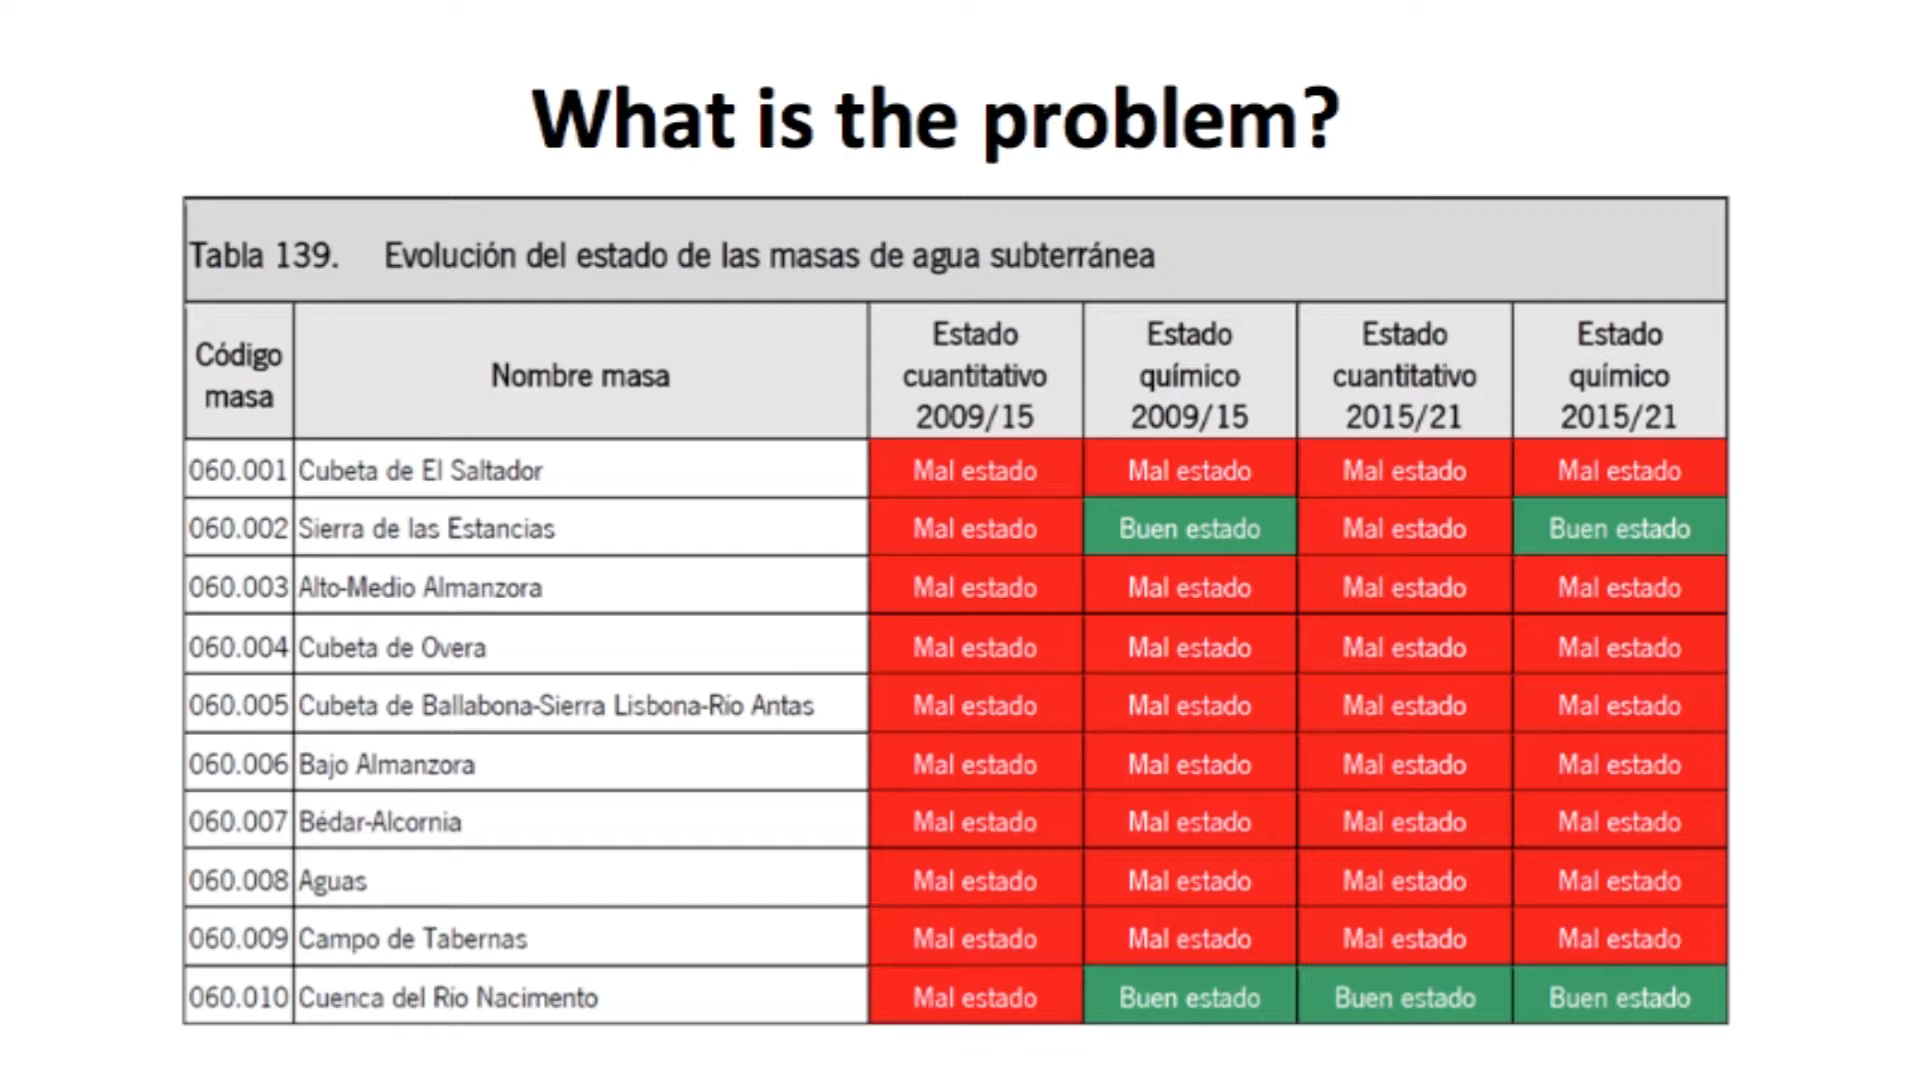 What is the problem?
Tabla 139. Evolución del estado de las masas de agua subterránea
Código masa Nombre masa Estado cuantitativo 2009/15 Estado químico 2009/15 Estado cuantitativo 2015/21 Estado químico 2015/21
060.001 Cubeta de El Saltador Mal estado Mal estado Mal estado Mal estado
060.002 Sierra de las Estancias Mal estado Buen estado Mal estado Buen estado
060.003 Alto-Medio Almanzora Mal estado Mal estado Mal estado Mal estado
060.004 Cubeta de Overa Mal estado Mal estado Mal estado Mal estado
060.005 Cubeta de Ballabona-Sierra Lisbona-Río Antas Mal estado Mal estado Mal estado Mal estado
060.006 Bajo Almanzora Mal estado Mal estado Mal estado Mal estado
060.007 Bédar-Alcornia Mal estado Mal estado Mal estado Mal estado
060.008 Aguas Mal estado Mal estado Mal estado Mal estado
060.009 Campo de Tabernas Mal estado Mal estado Mal estado Mal estado
060.010 Cuenca del Río Nacimento Mal estado Buen estado Buen estado Buen estado